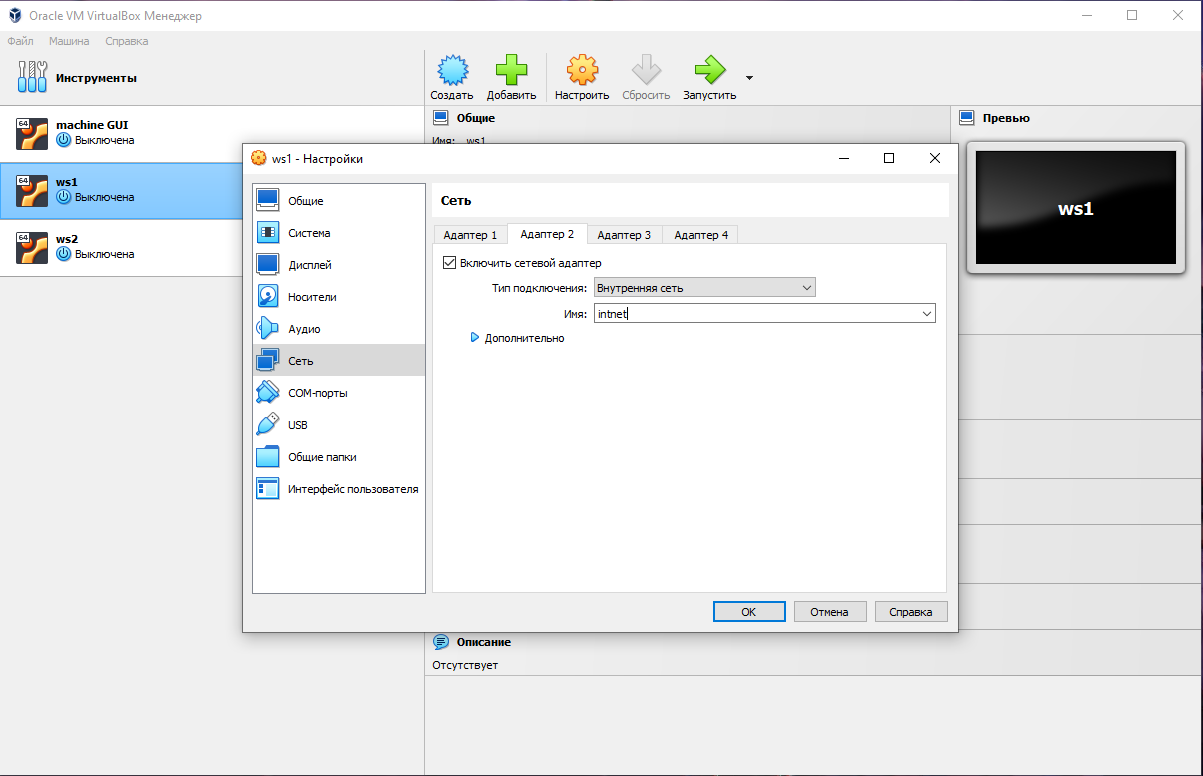 Oracle VM VirtualBox Менеджер
Файл Машина Справка
Инструменты
Создать Добавить Настроить Сбросить Запустить
64
machine GUI
Выключена
64
ws1
Выключена
64
ws2
Выключена
Общие
Имя: ws1
Превью
ws1
ws1 - Настройки
Общие
Система
Дисплей
Носители
Аудио
Сеть
COM-порты
USB
Общие папки
Интерфейс пользователя
Сеть
Адаптер 1 Адаптер 2 Адаптер 3 Адаптер 4
Включить сетевой адаптер
Тип подключения: Внутренняя сеть
Имя: intnet
Дополнительно
OK Отмена Справка
Описание
Отсутствует